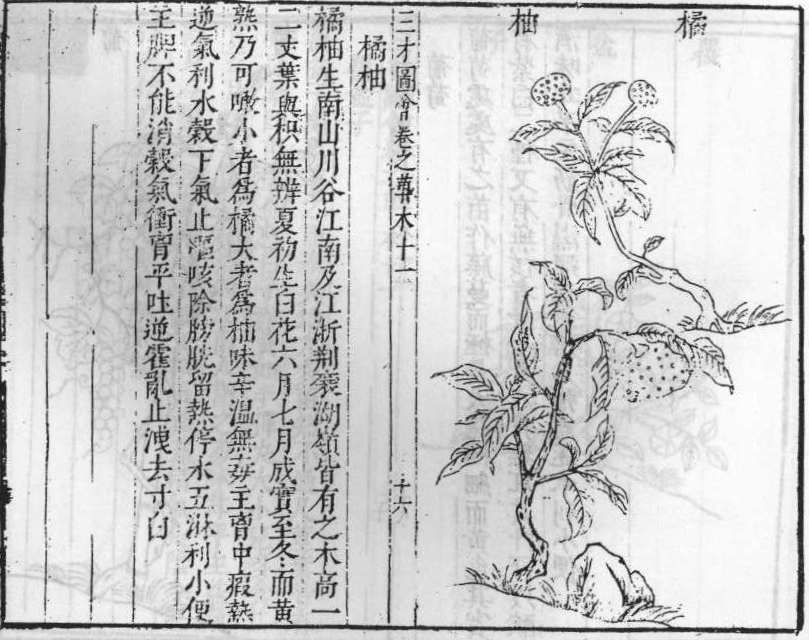 橘
柚
三才圖會卷之草木十一
十六
橘柚
橘柚生南山川谷江南及江浙荆襄湖嶺皆有之木高一
二丈葉與枳無辨夏初生白花六月七月成實至冬而黄
熟乃可噉小者為橘大者為柚味辛温無毒主胷中瘕熱
逆氣利水穀下氣止嘔咳除膀胱留熱停水五淋利小便
主脾不能消穀氣衝胷平吐逆霍亂止洩去寸白